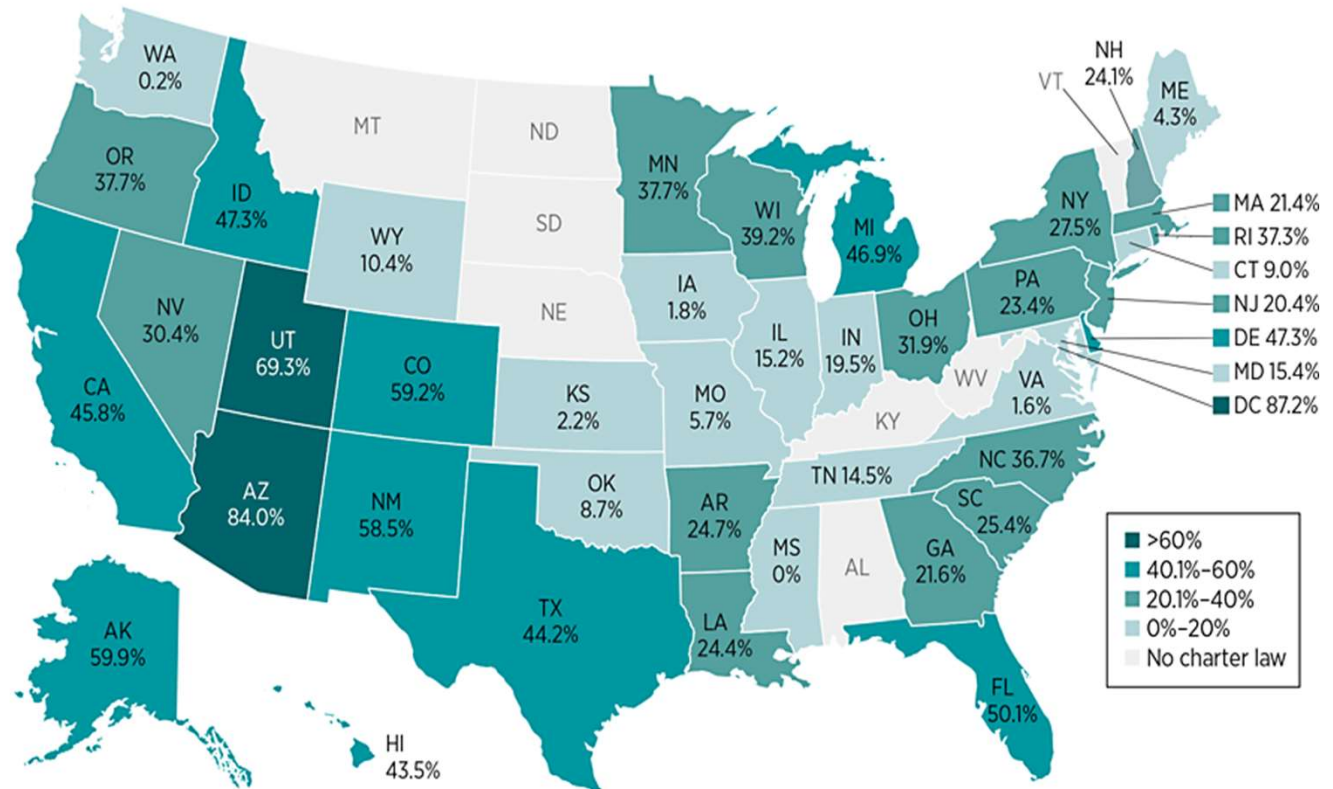 WA
0.2%
OR
37.7%
CA
45.8%
ID
47.3%
NV
30.4%
MT
WY
10.4%
UT
69.3%
CO
59.2%
AZ
84.0%
NM
58.5%
ND
SD
NE
KS
2.2%
OK
8.7%
TX
44.2%
MN
37.7%
IA
1.8%
MO
5.7%
AR
24.7%
LA
24.4%
WI
39.2%
IL
15.2%
MI
46.9%
IN
19.5%
OH
31.9%
KY
WV
TN 14.5%
MS
0%
AL
GA
21.6%
FL
50.1%
SC
25.4%
NC 36.7%
VA
1.6%
PA
23.4%
NY
27.5%
VT
NH
24.1%
ME
4.3%
MA 21.4%
RI 37.3%
CT 9.0%
NJ 20.4%
DE 47.3%
MD 15.4%
DC 87.2%
AK
59.9%
HI
43.5%
>60%
40.1%–60%
20.1%–40%
0%–20%
No charter law